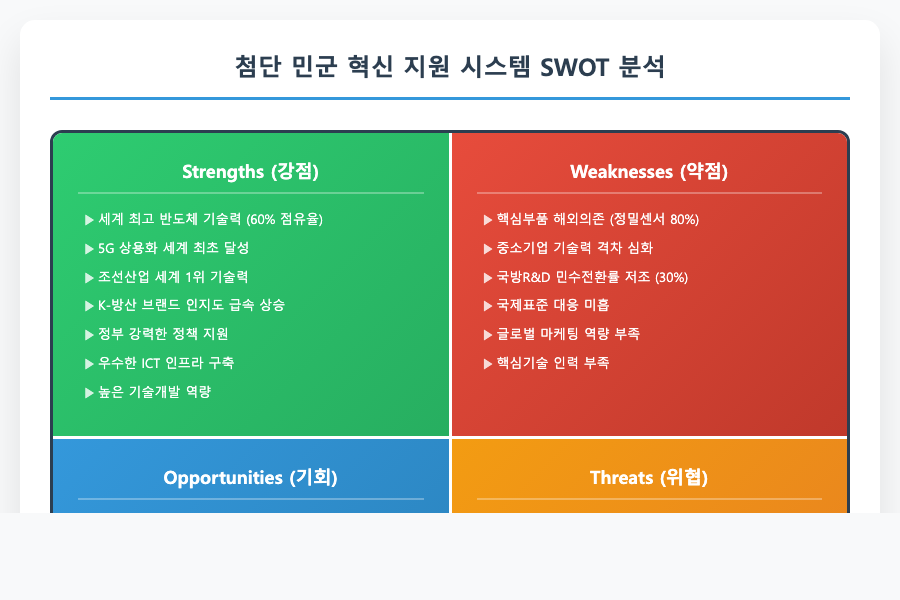 첨단 민군 혁신 지원 시스템 SWOT 분석
Strengths (강점)
▶ 세계 최고 반도체 기술력 (60% 점유율)
▶ 5G 상용화 세계 최초 달성
▶ 조선산업 세계 1위 기술력
▶ K-방산 브랜드 인지도 급속 상승
▶ 정부 강력한 정책 지원
▶ 우수한 ICT 인프라 구축
▶ 높은 기술개발 역량
Weaknesses (약점)
▶ 핵심부품 해외의존 (정밀센서 80%)
▶ 중소기업 기술력 격차 심화
▶ 국방R&D 민수전환률 저조 (30%)
▶ 국제표준 대응 미흡
▶ 글로벌 마케팅 역량 부족
▶ 핵심기술 인력 부족
Opportunities (기회)
Threats (위협)